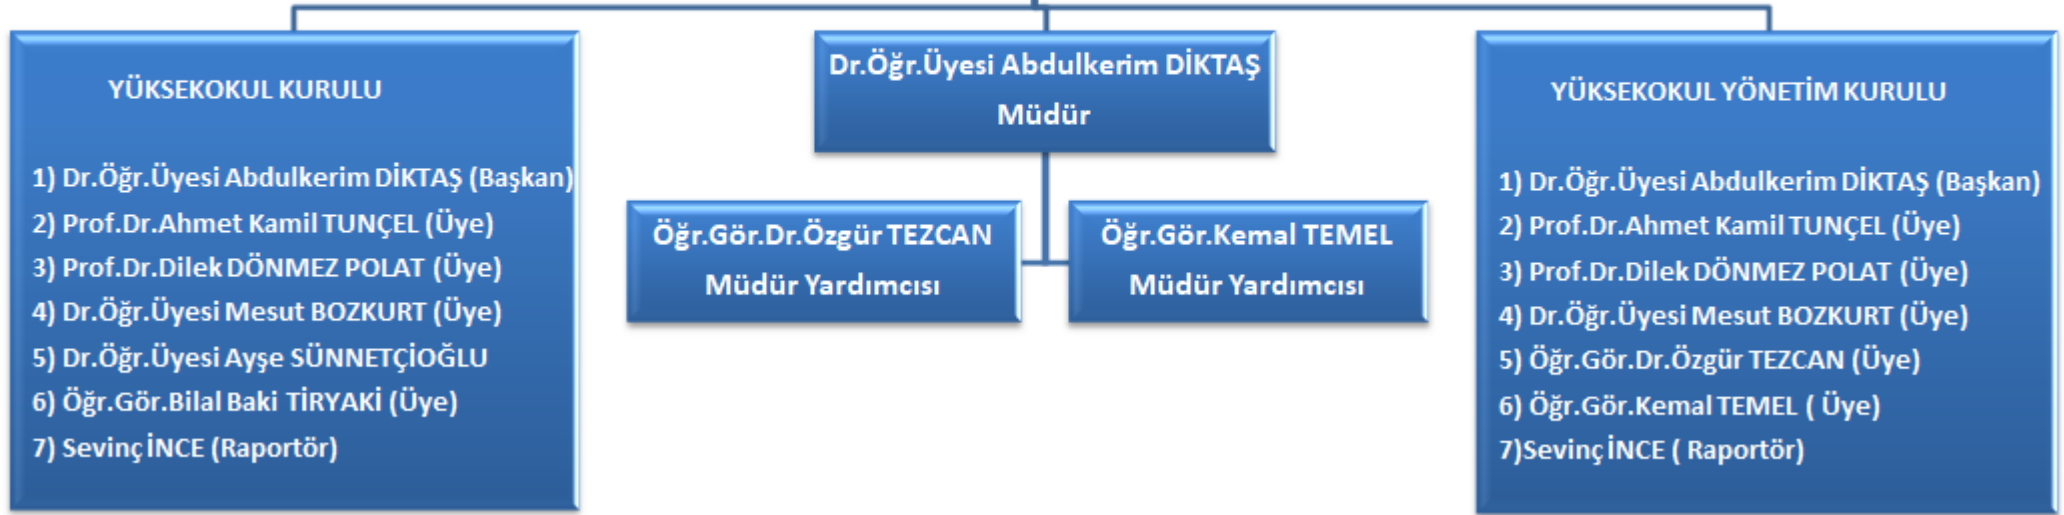 YÜKSEKOKUL KURULU
1) Dr.Öğr.Üyesi Abdulkerim DİKTAŞ (Başkan)
2) Prof.Dr.Ahmet Kamil TUNÇEL (Üye)
3) Prof.Dr.Dilek DÖNMEZ POLAT (Üye)
4) Dr.Öğr.Üyesi Mesut BOZKURT (Üye)
5) Dr.Öğr.Üyesi Ayşe SÜNNETÇİOĞLU
6) Öğr.Gör.Bilal Baki TİRYAKİ (Üye)
7) Sevinç İNCE (Raportör)
Dr.Öğr.Üyesi Abdulkerim DİKTAŞ
Müdür
Öğr.Gör.Dr.Özgür TEZCAN
Müdür Yardımcısı
Öğr.Gör.Kemal TEMEL
Müdür Yardımcısı
YÜKSEKOKUL YÖNETİM KURULU
1) Dr.Öğr.Üyesi Abdulkerim DİKTAŞ (Başkan)
2) Prof.Dr.Ahmet Kamil TUNÇEL (Üye)
3) Prof.Dr.Dilek DÖNMEZ POLAT (Üye)
4) Dr.Öğr.Üyesi Mesut BOZKURT (Üye)
5) Öğr.Gör.Dr.Özgür TEZCAN (Üye)
6) Öğr.Gör.Kemal TEMEL ( Üye)
7)Sevinç İNCE ( Raportör)